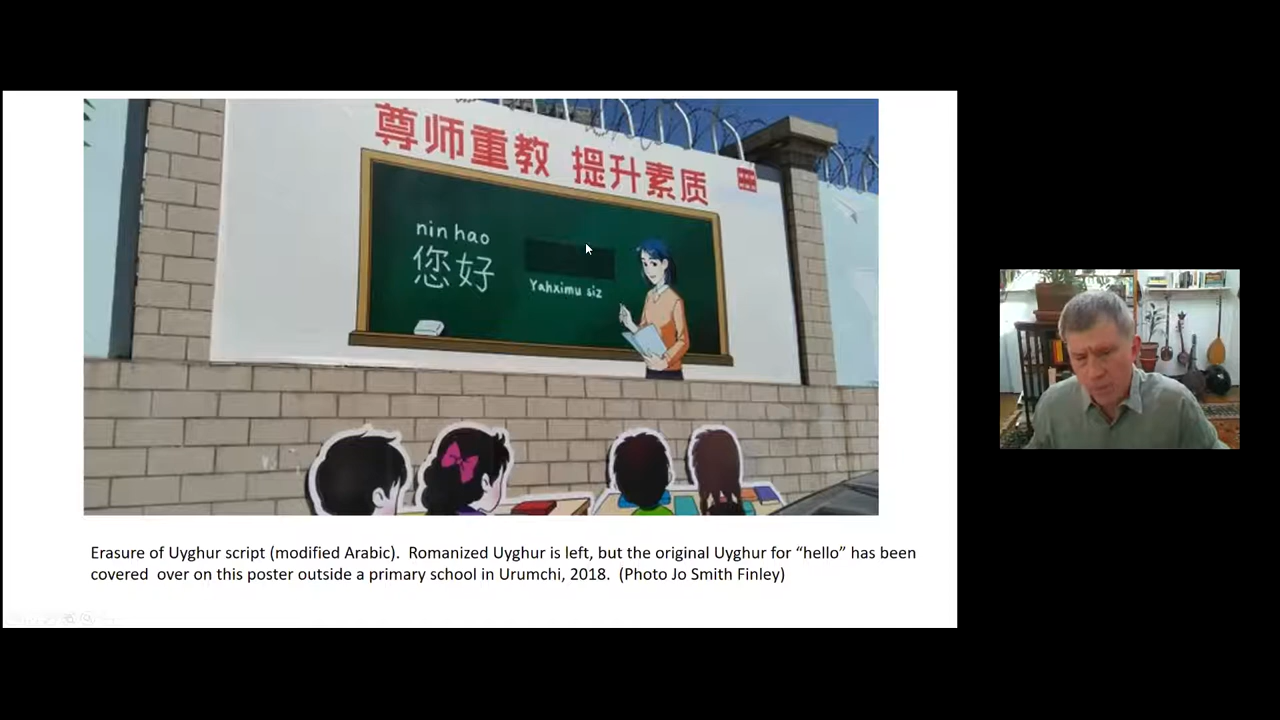 尊师重教 提升素质
nin hao
您好
Yahximu siz
Erasure of Uyghur script (modified Arabic).  Romanized Uyghur is left, but the original Uyghur for “hello” has been
covered  over on this poster outside a primary school in Urumchi, 2018.  (Photo Jo Smith Finley)